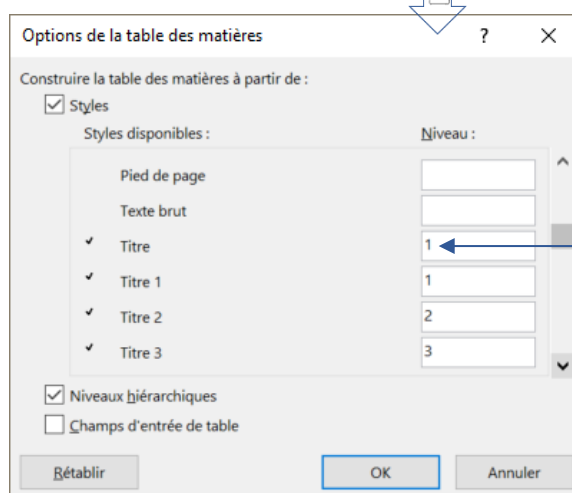 Options de la table des matières ? ×
Construire la table des matières à partir de :
Styles
Styles disponibles : Niveau :
Pied de page
Texte brut
Titre 1
Titre 1 1
Titre 2 2
Titre 3 3
Niveaux hiérarchiques
Champs d'entrée de table
Rétablir OK Annuler